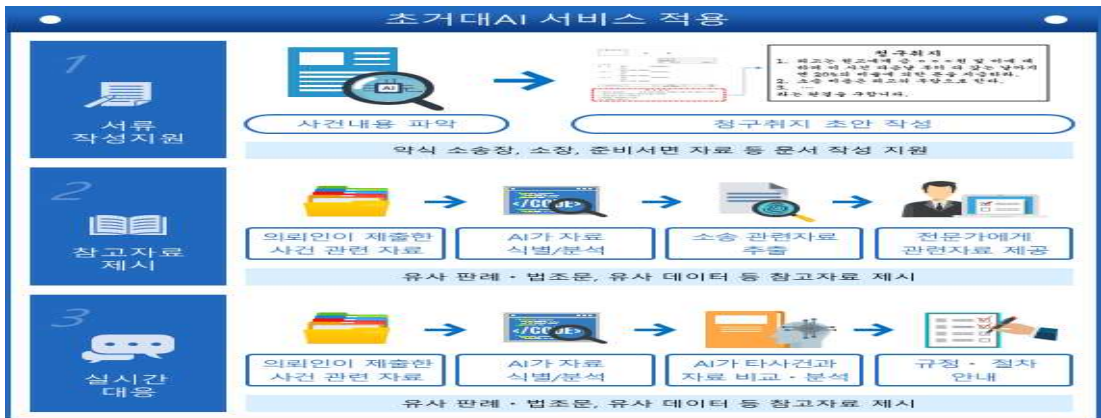 초거대AI 서비스 적용
1
서류
작성지원
AI
청구취지
사건내용 파악
청구취지 초안 작성
약식 소송장, 소장, 준비서면 자료 등 문서 작성 지원
2
참고자료
제시
</CODE>
의뢰인이 제출한
사건 관련 자료
AI가 자료
식별/분석
소송 관련자료
추출
전문가에게
관련자료 제공
유사 판례・법조문, 유사 데이터 등 참고자료 제시
3
실시간
대응
</CODE>
의뢰인이 제출한
사건 관련 자료
AI가 자료
식별/분석
AI가 타사건과
자료 비교・분석
규정・ 절차
안내
유사 판례・법조문, 유사 데이터 등 참고자료 제시